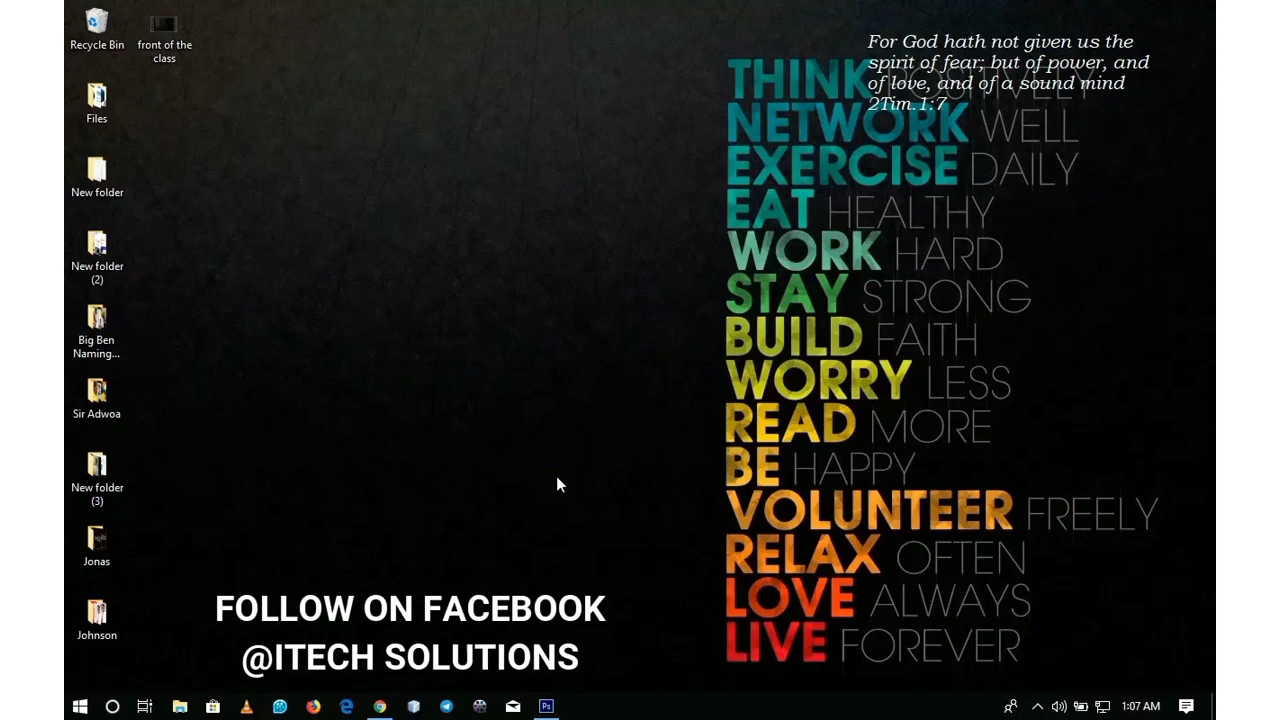 Recycle Bin
front of the
class
Files
New folder
New folder
(2)
Big Ben
Naming...
Sir Adwoa
New folder
(3)
Jonas
Johnson
For God hath not given us the
spirit of fear; but of power, and
of love, and of a sound mind
2Tim.1:7
THINK POSITIVELY
NETWORK WELL
EXERCISE DAILY
EAT HEALTHY
WORK HARD
STAY STRONG
BUILD FAITH
WORRY LESS
READ MORE
BE HAPPY
VOLUNTEER FREELY
RELAX OFTEN
LOVE ALWAYS
LIVE FOREVER
FOLLOW ON FACEBOOK
@ITECH SOLUTIONS
Ps
1:07 AM